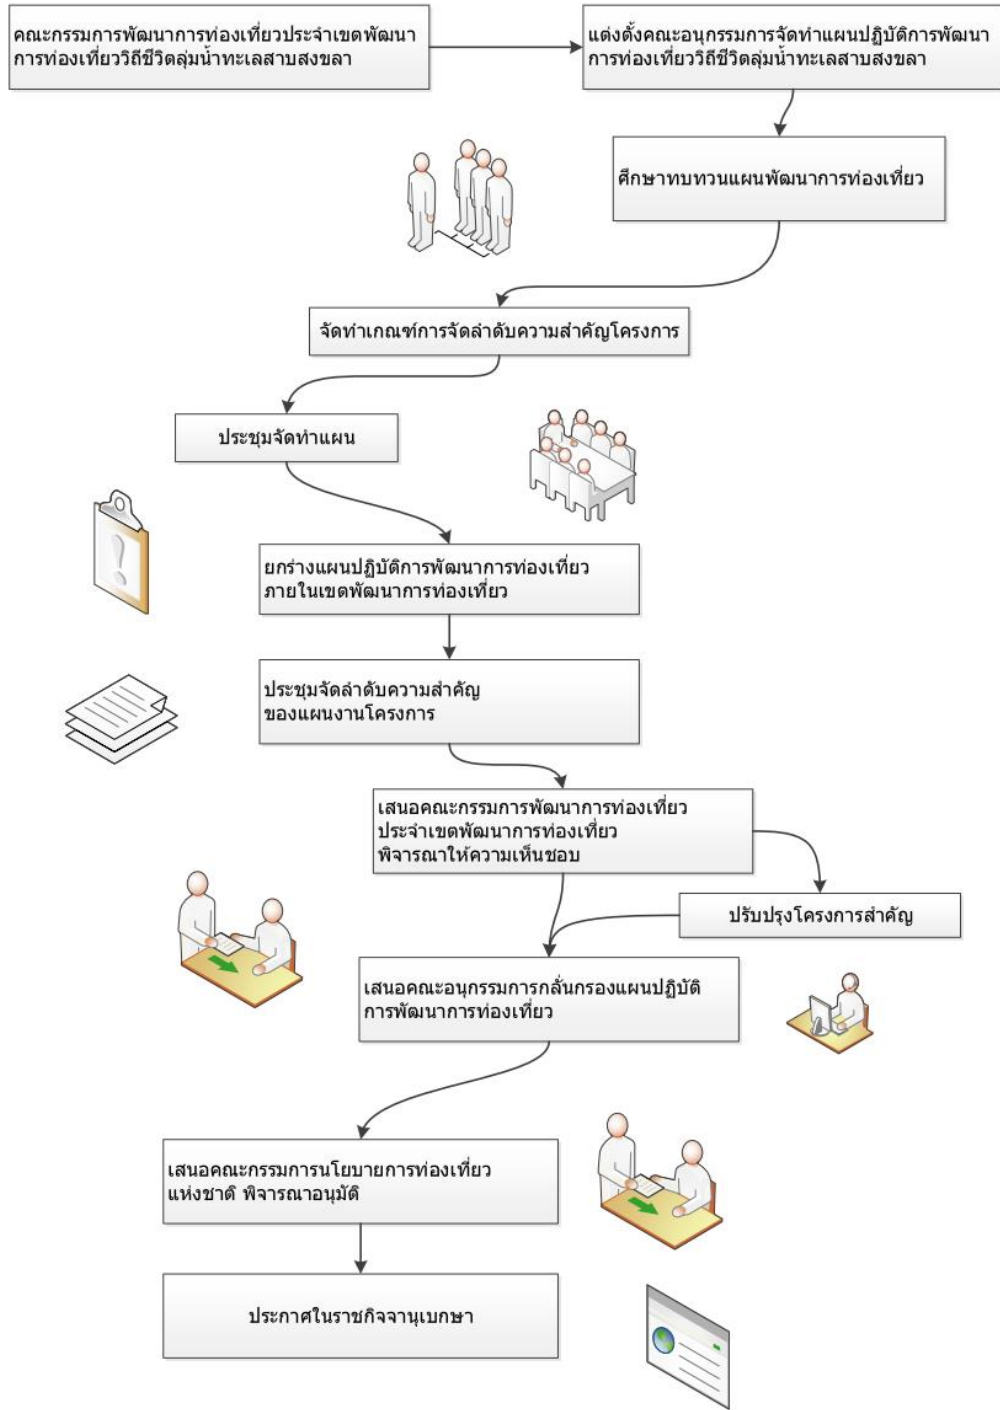 คณะกรรมการพัฒนาการท่องเที่ยวประจำเขตพัฒนา
การท่องเที่ยววิถีชีวิตลุ่มน้ำทะเลสาบสงขลา
แต่งตั้งคณะอนุกรรมการจัดทำแผนปฏิบัติการพัฒนา
การท่องเที่ยววิถีชีวิตลุ่มน้ำทะเลสาบสงขลา
ศึกษาทบทวนแผนพัฒนาการท่องเที่ยว
จัดทำเกณฑ์การจัดลำดับความสำคัญโครงการ
ประชุมจัดทำแผน
ยกร่างแผนปฏิบัติการพัฒนาการท่องเที่ยว
ภายในเขตพัฒนาการท่องเที่ยว
ประชุมจัดลำดับความสำคัญ
ของแผนงานโครงการ
เสนอคณะกรรมการพัฒนาการท่องเที่ยว
ประจำเขตพัฒนาการท่องเที่ยว
พิจารณาให้ความเห็นชอบ
ปรับปรุงโครงการสำคัญ
เสนอคณะอนุกรรมการกลั่นกรองแผนปฏิบัติ
การพัฒนาการท่องเที่ยว
เสนอคณะกรรมการนโยบายการท่องเที่ยว
แห่งชาติ พิจารณาอนุมัติ
ประกาศในราชกิจจานุเบกษา